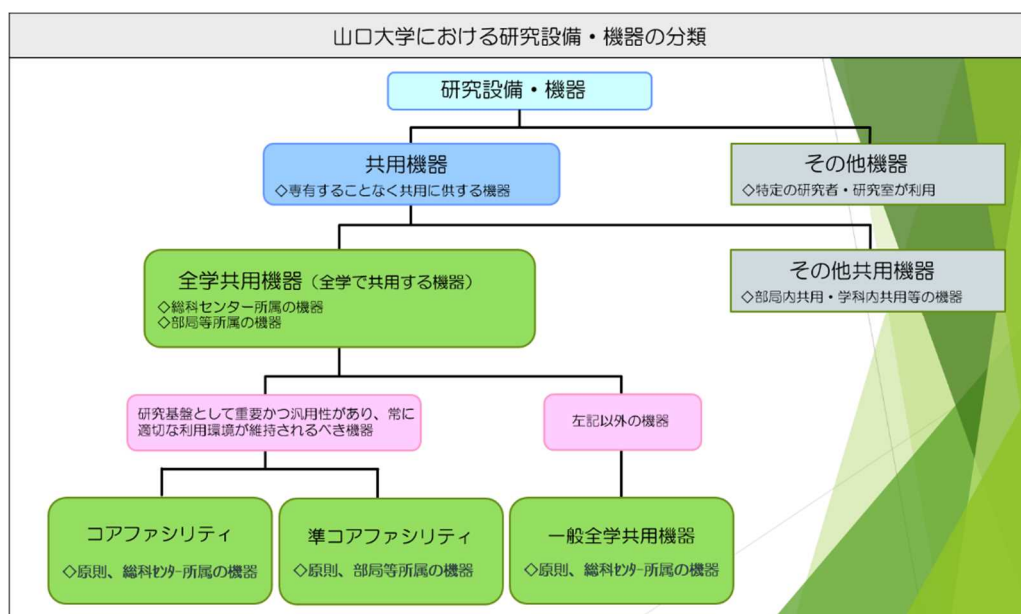 山口大学における研究設備・機器の分類
研究設備・機器
共用機器
◇専有することなく共用に供する機器
その他機器
◇特定の研究者・研究室が利用
全学共用機器（全学で共用する機器）
◇総科センター所属の機器
◇部局等所属の機器
その他共用機器
◇部局内共用・学科内共用等の機器
研究基盤として重要かつ汎用性があり、常に
適切な利用環境が維持されるべき機器
左記以外の機器
コアファシリティ
◇原則、総科ｾﾝﾀｰ所属の機器
準コアファシリティ
◇原則、部局等所属の機器
一般全学共用機器
◇原則、総科ｾﾝﾀｰ所属の機器